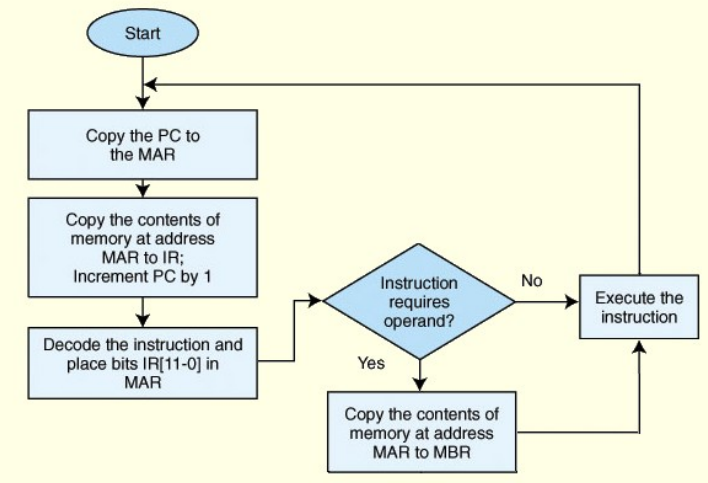 Start
Copy the PC to
the MAR
Copy the contents of
memory at address
MAR to IR;
Increment PC by 1
Decode the instruction and
place bits IR[11-0] in
MAR
Instruction
requires
operand?
No
Yes
Execute the
instruction
Copy the contents of
memory at address
MAR to MBR